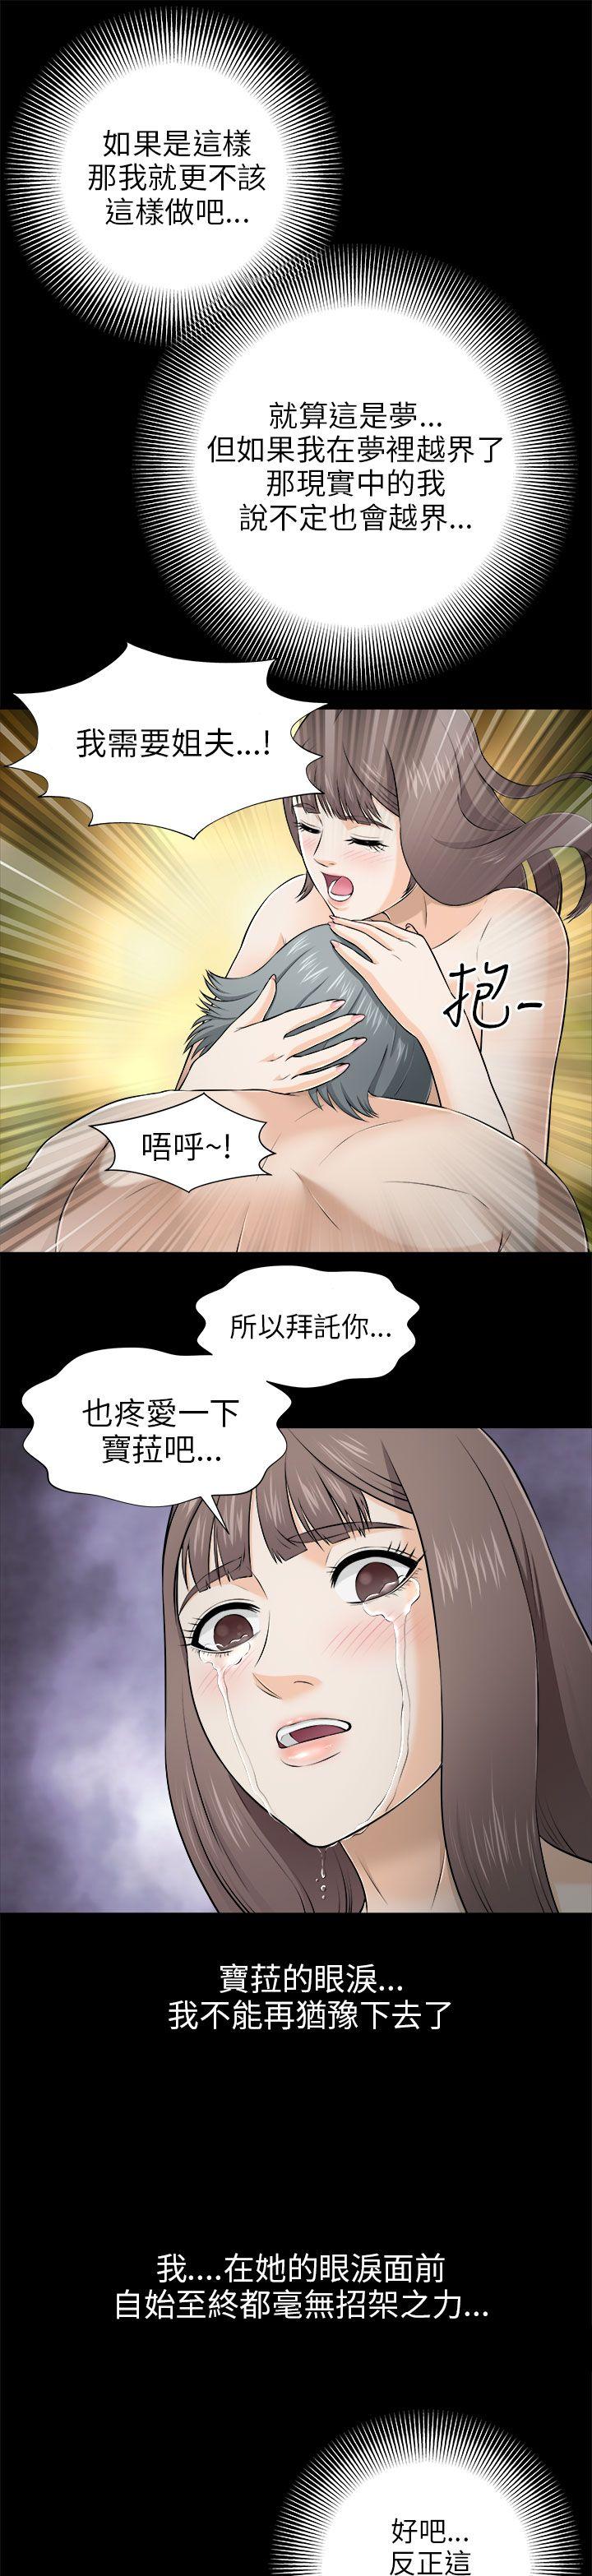 如果是這樣
那我就更不該
這樣做吧...
就算這是夢...
但如果我在夢裡越界了
那現實中的我
說不定也會越界...
我需要姐夫...!
抱-
唔呼~!
所以拜託你...
也疼愛一下
寶菈吧...
寶菈的眼淚...
我不能再猶豫下去了
我....在她的眼淚面前
自始至終都毫無招架之力...
好吧...
反正這